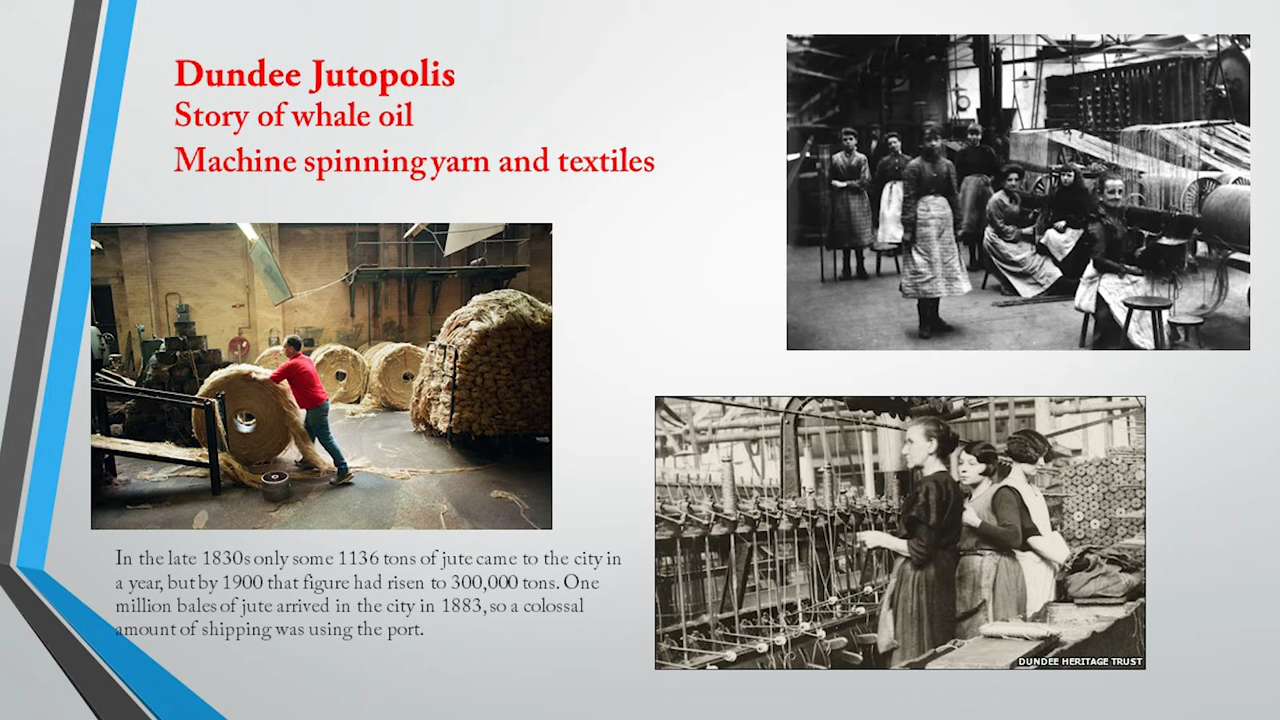 Dundee Jutopolis
Story of whale oil
Machine spinning yarn and textiles
In the late 1830s only some 1136 tons of jute came to the city in
a year, but by 1900 that figure had risen to 300,000 tons. One
million bales of jute arrived in the city in 1883, so a colossal
amount of shipping was using the port.
DUNDEE HERITAGE TRUST